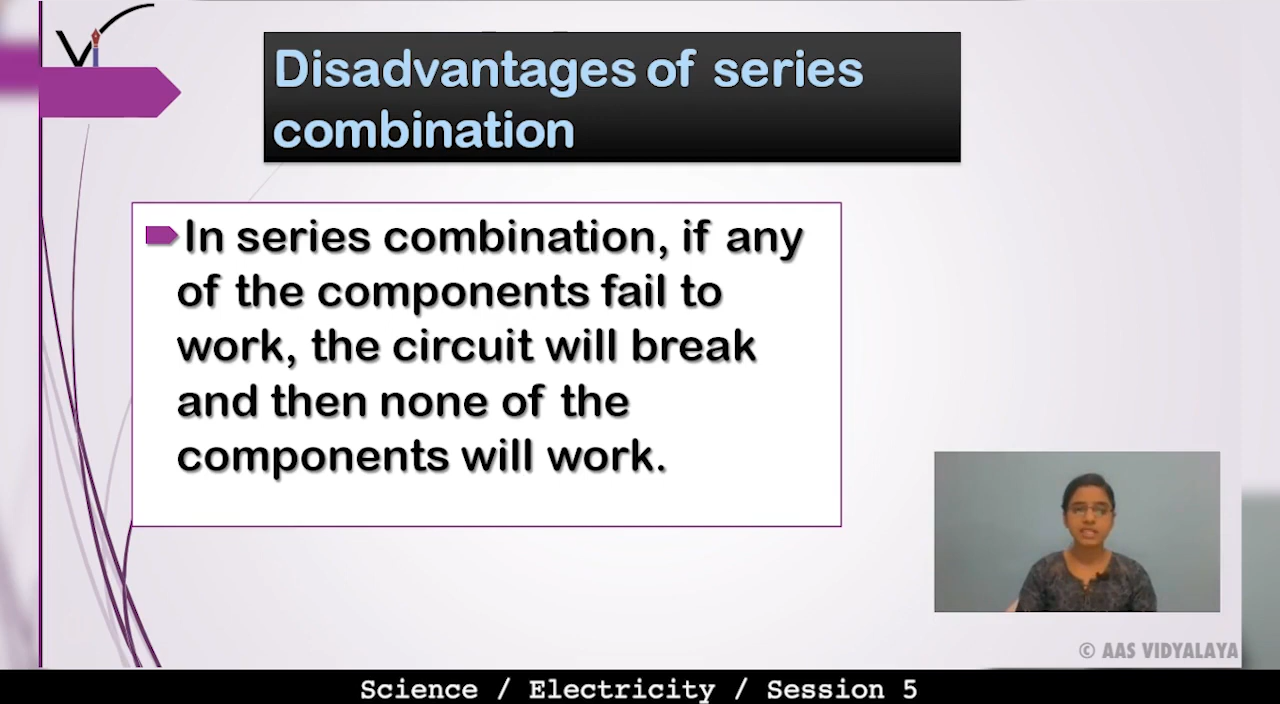 Vi
Disadvantages of series
combination
In series combination, if any
of the components fail to
work, the circuit will break
and then none of the
components will work.
© AAS VIDYALAYA
Science / Electricity / Session 5